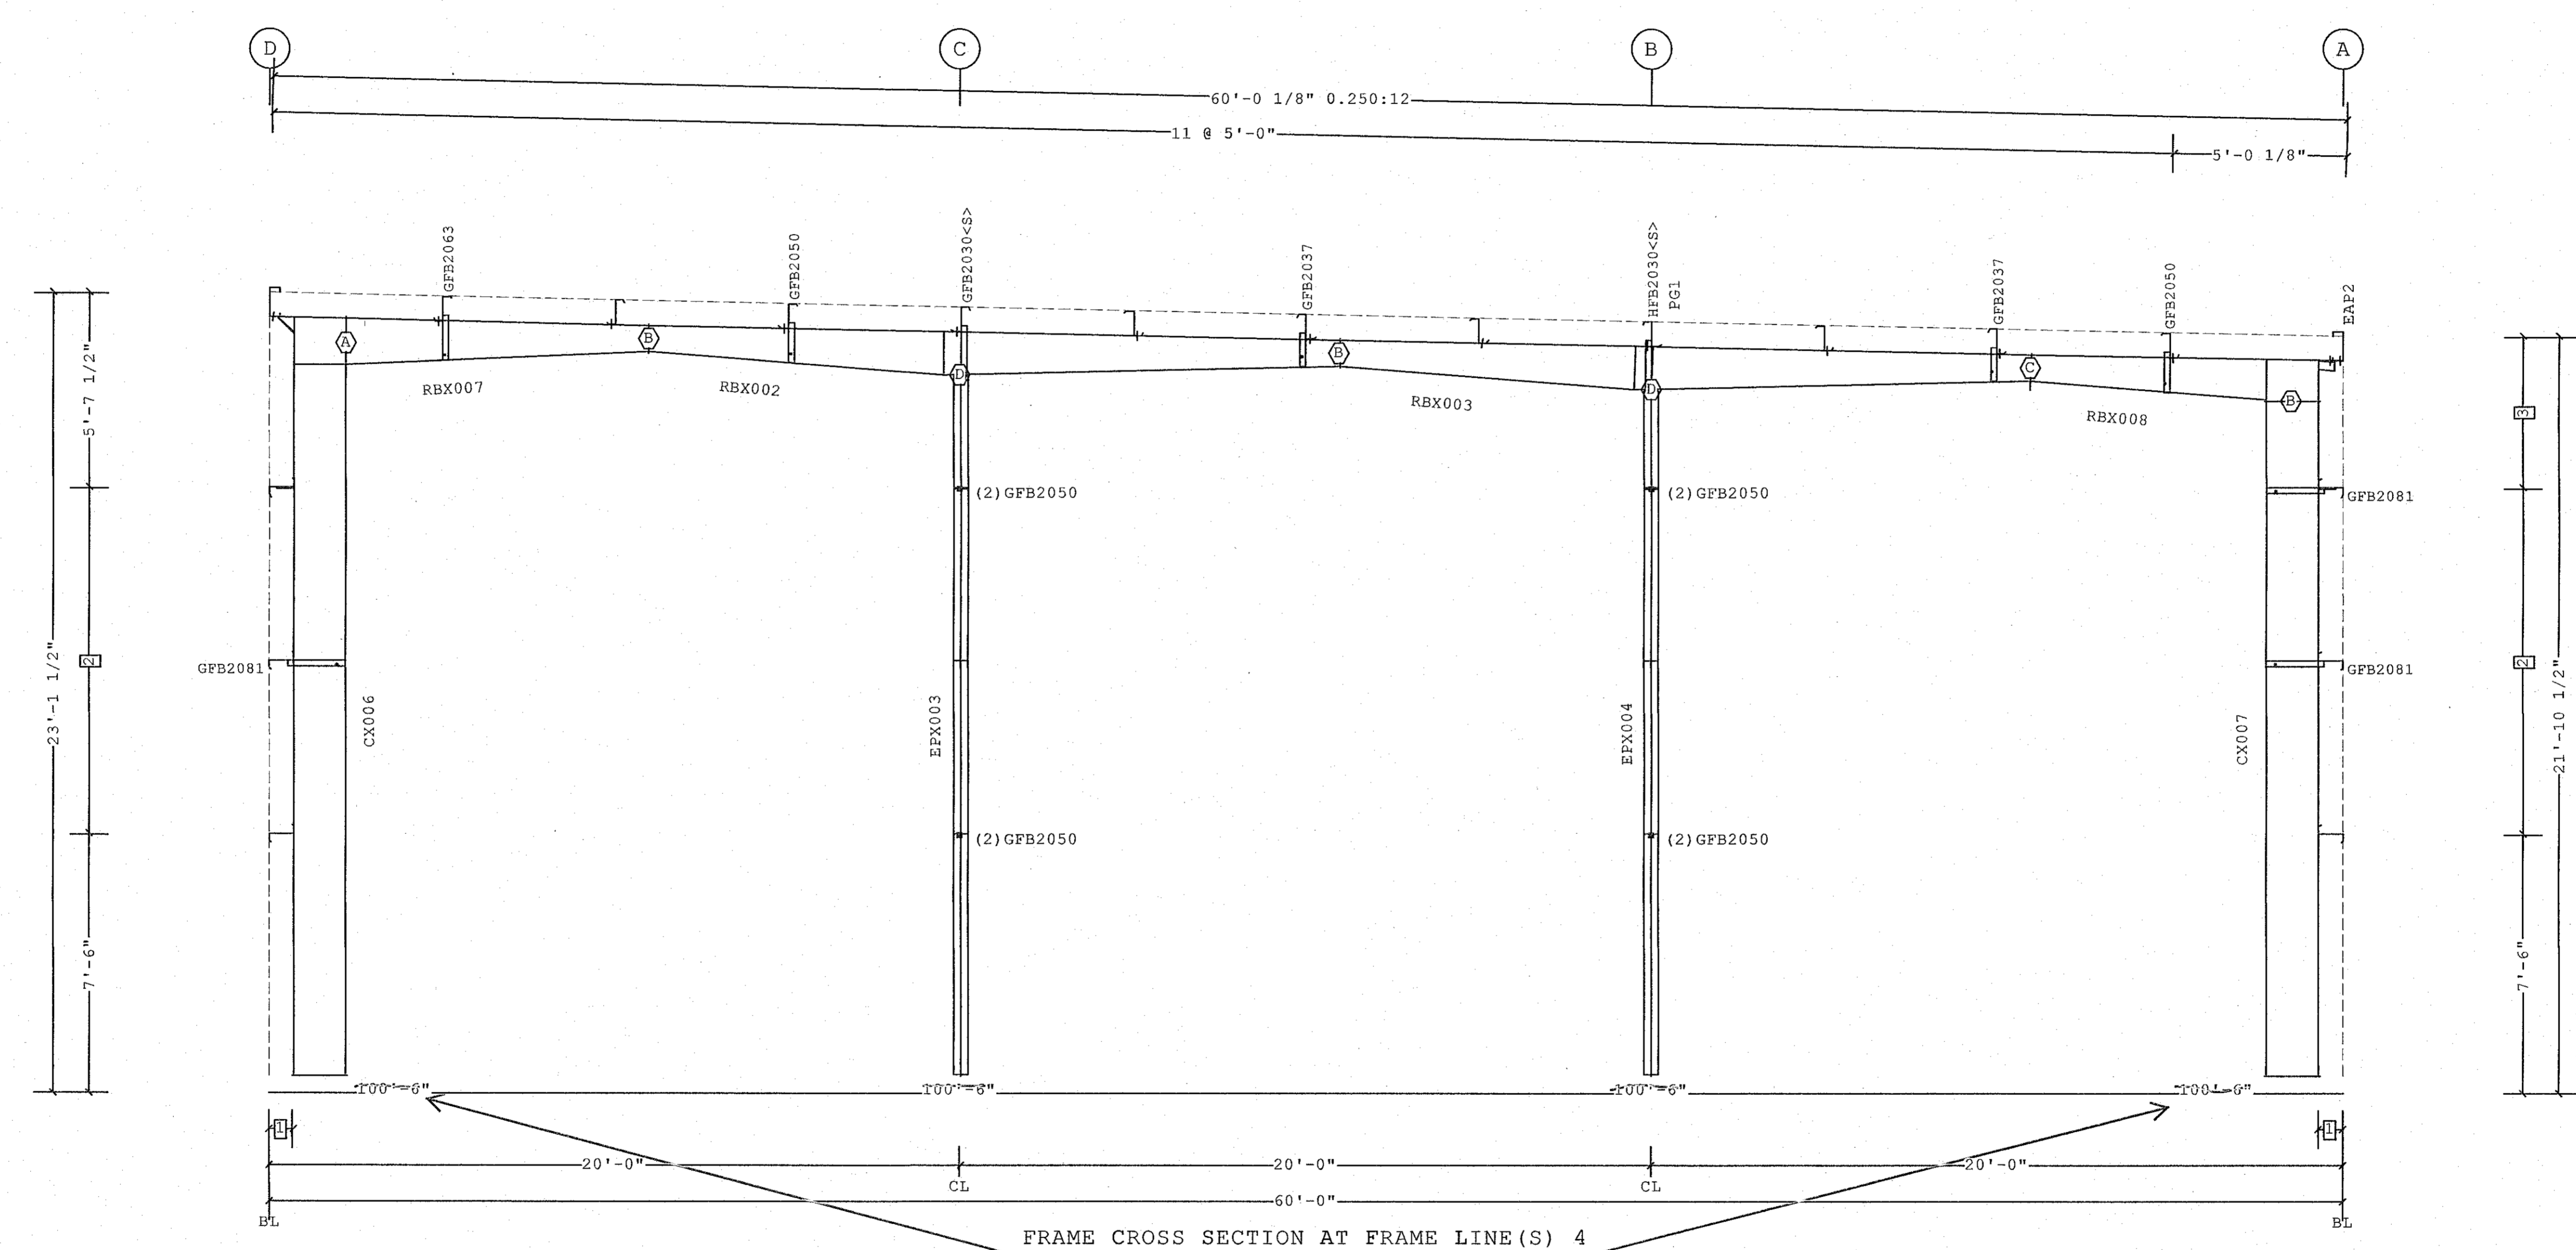 D
C
B
A
60'-0 1/8" 0.250:12
11 @ 5'-0"
5'-0 1/8"
GFB2063
GFB2050
GFB2030<S>
GFB2037
HFB2030<S>
PG1
GFB2037
GFB2050
EAP2
A
B
D
B
D
C
B
RBX007
RBX002
RBX003
RBX008
5'-7 1/2"
3
(2)GFB2050
(2)GFB2050
GFB2081
23'-1 1/2"
2
GFB2081
GFB2081
2
21'-10 1/2"
CX006
EPX003
EPX004
CX007
(2)GFB2050
(2)GFB2050
7'-6"
7'-6"
100'-6"
100'-6"
100'-6"
100'-6"
1
1
20'-0"
20'-0"
20'-0"
CL
CL
60'-0"
BL
BL
FRAME CROSS SECTION AT FRAME LINE(S) 4